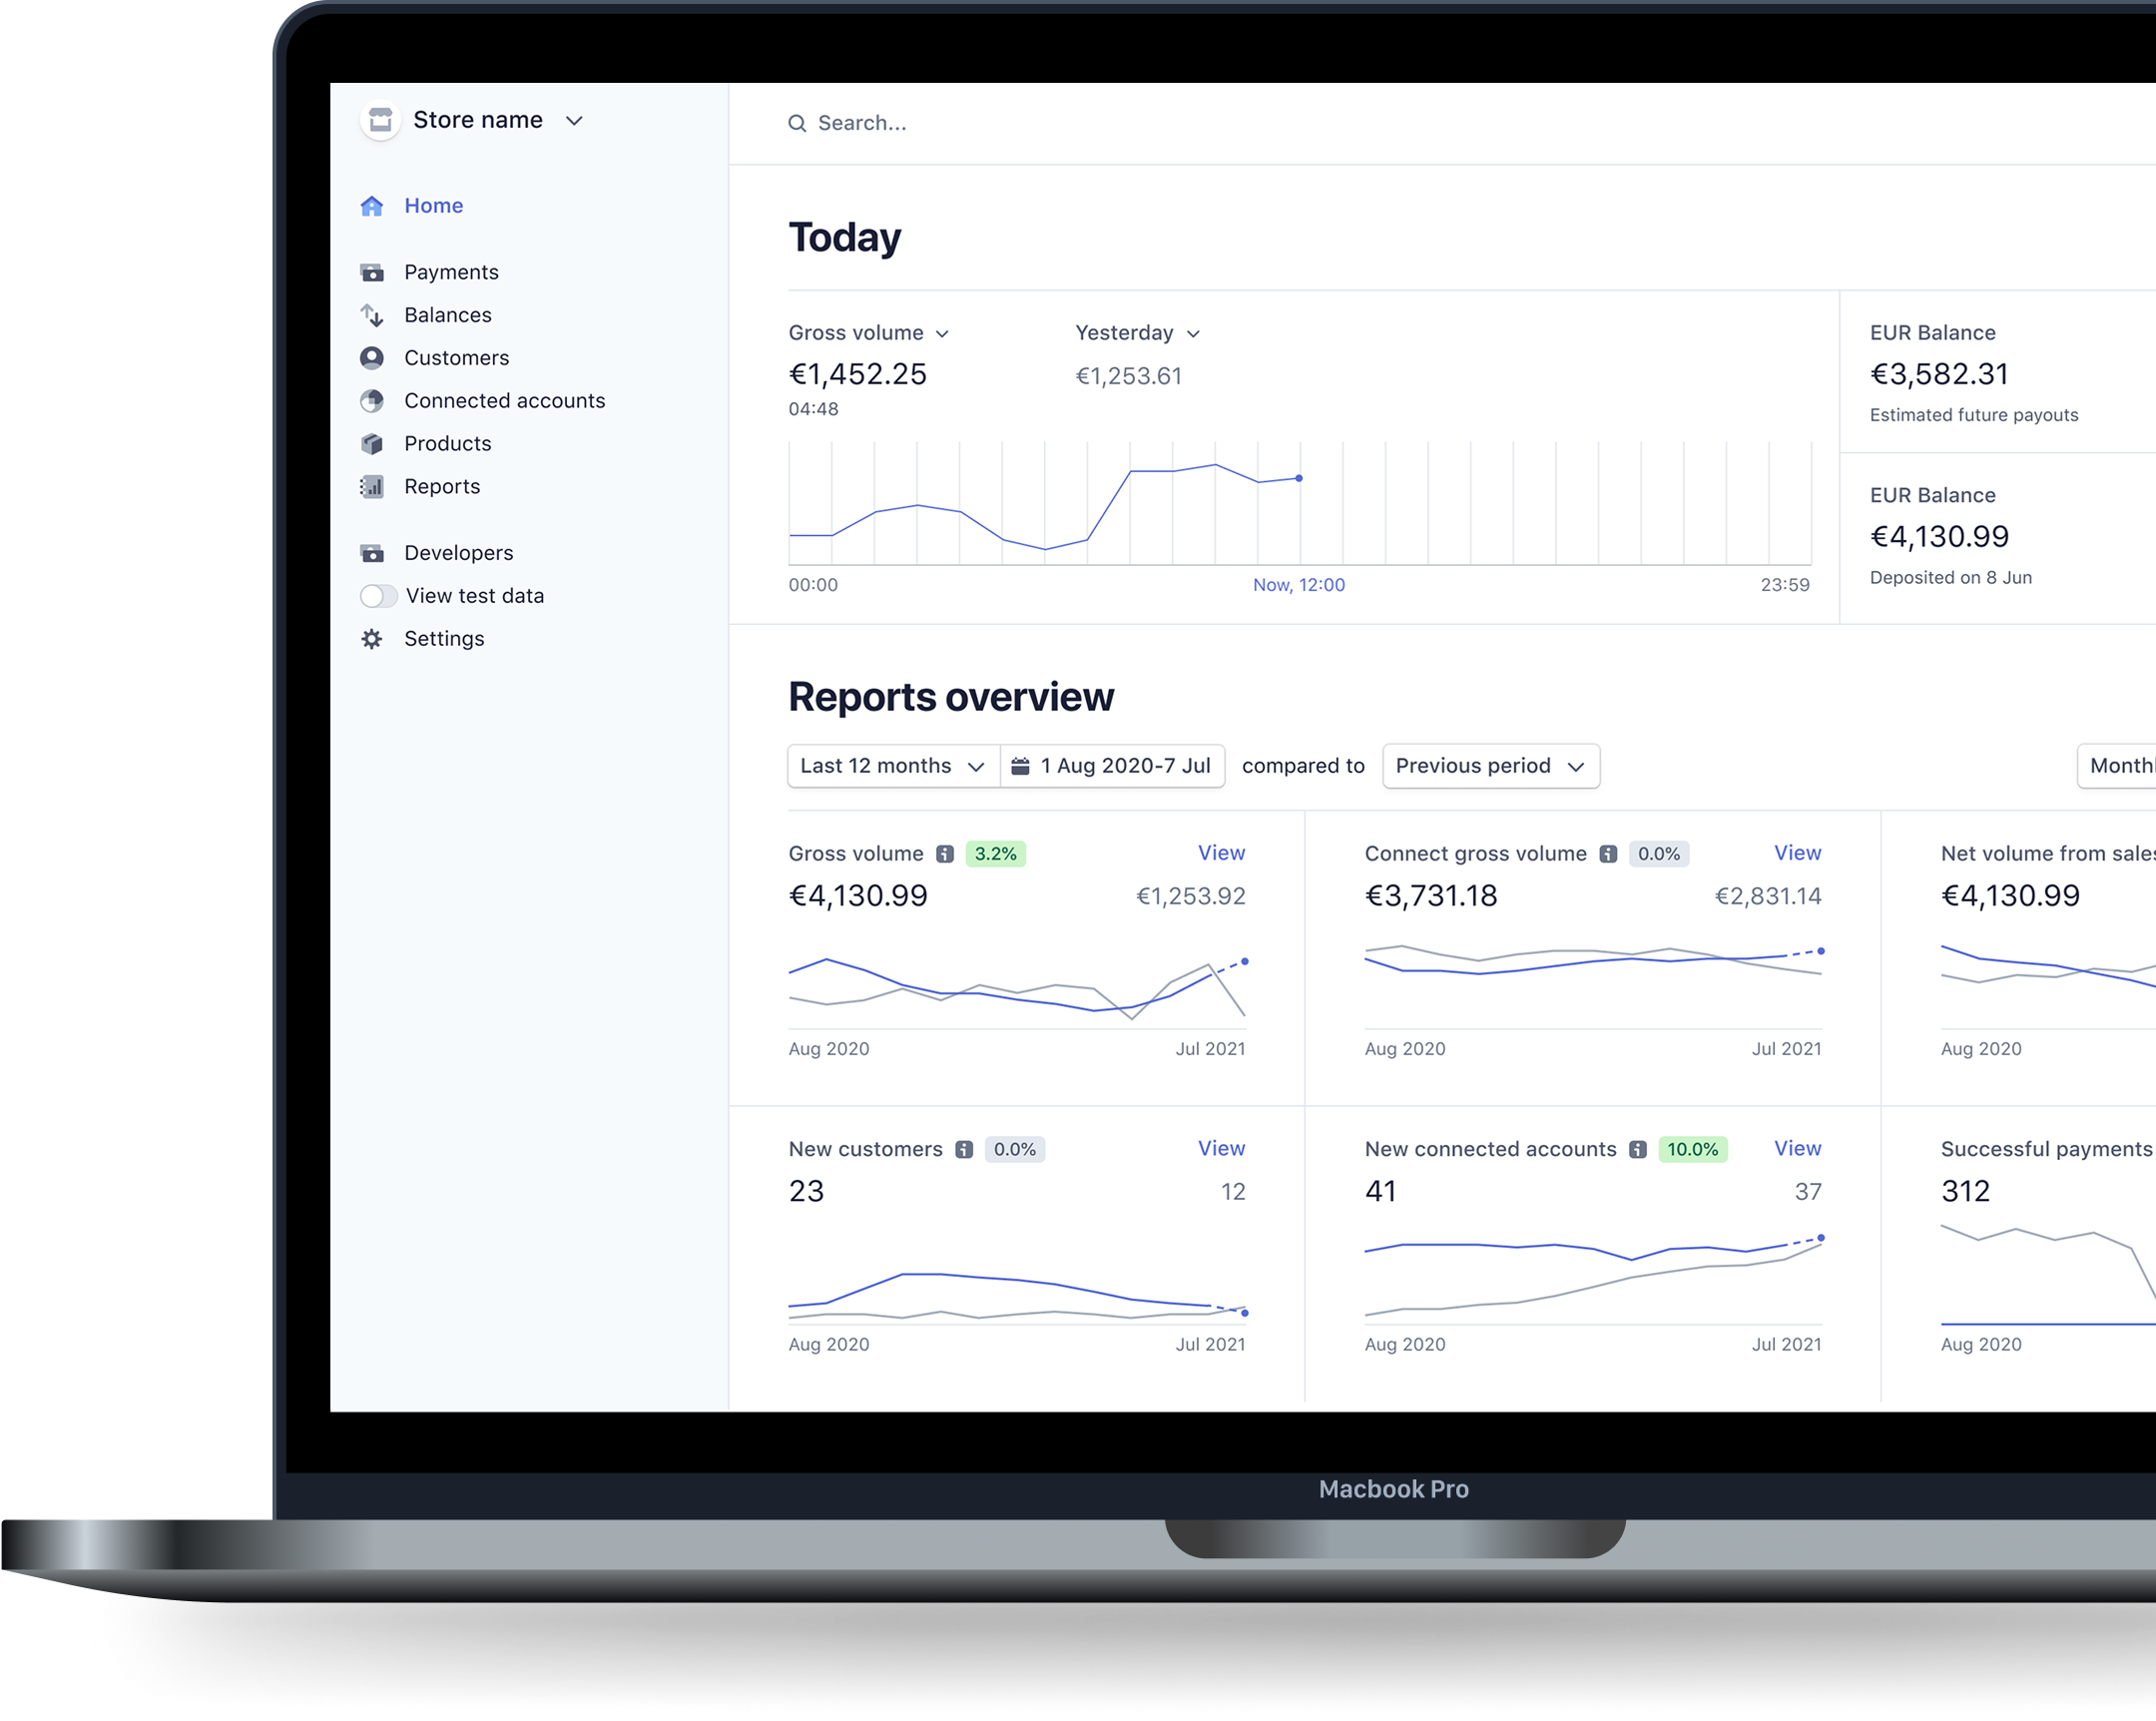 Store name
Search...
Home
Today
Payments
Balances
Customers
Connected accounts
Products
Reports
Developers
View test data
Settings
Gross volume
Yesterday
€1,452.25
€1,253.61
04:48
00:00
Now, 12:00
23:59
EUR Balance
€3,582.31
Estimated future payouts
EUR Balance
€4,130.99
Deposited on 8 Jun
Reports overview
Last 12 months
1 Aug 2020-7 Jul
compared to
Previous period
Gross volume 3.2% View
€4,130.99 €1,253.92
Aug 2020 Jul 2021
Connect gross volume 0.0% View
€3,731.18 €2,831.14
Aug 2020 Jul 2021
Net volume from sales
€4,130.99
Aug 2020
New customers 0.0% View
23 12
Aug 2020 Jul 2021
New connected accounts 10.0% View
41 37
Aug 2020 Jul 2021
Successful payments
312
Aug 2020
Macbook Pro